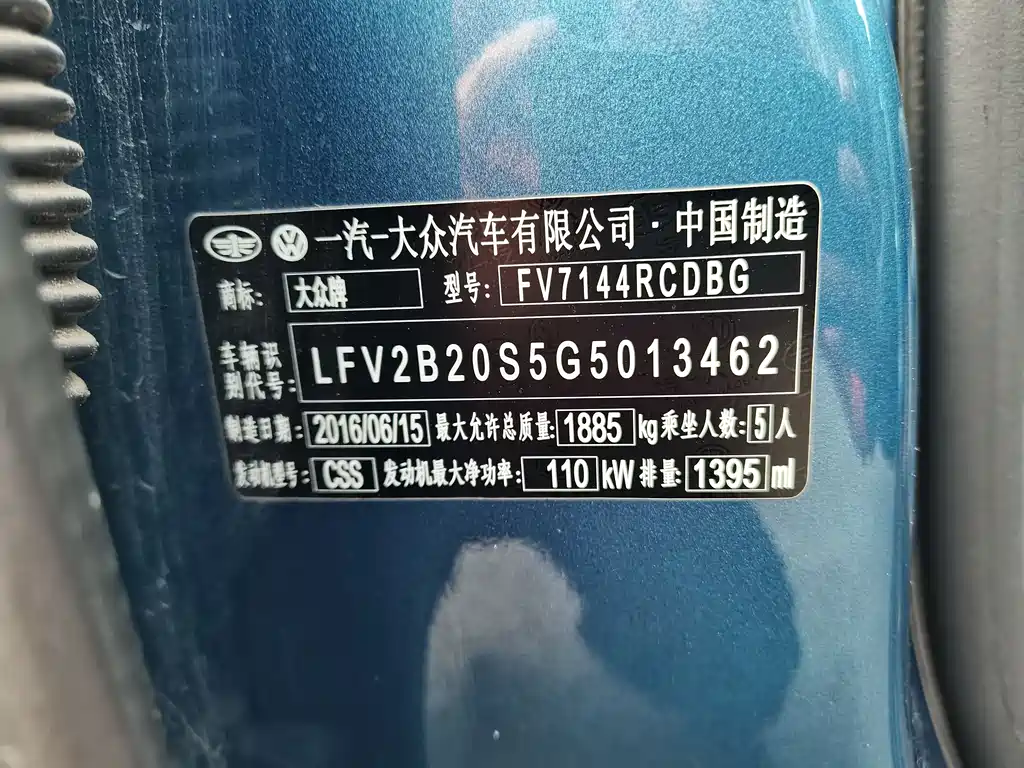 一汽-大众汽车有限公司·中国制造
商标: 大众牌 型号: FV7144RCDBG
车辆识别代号: LFV2B20S5G5013462
制造日期: 2016/06/15 最大允许总质量: 1885 kg 乘坐人数: 5 人
发动机型号: CSS 发动机最大净功率: 110 kW 排量: 1395 ml